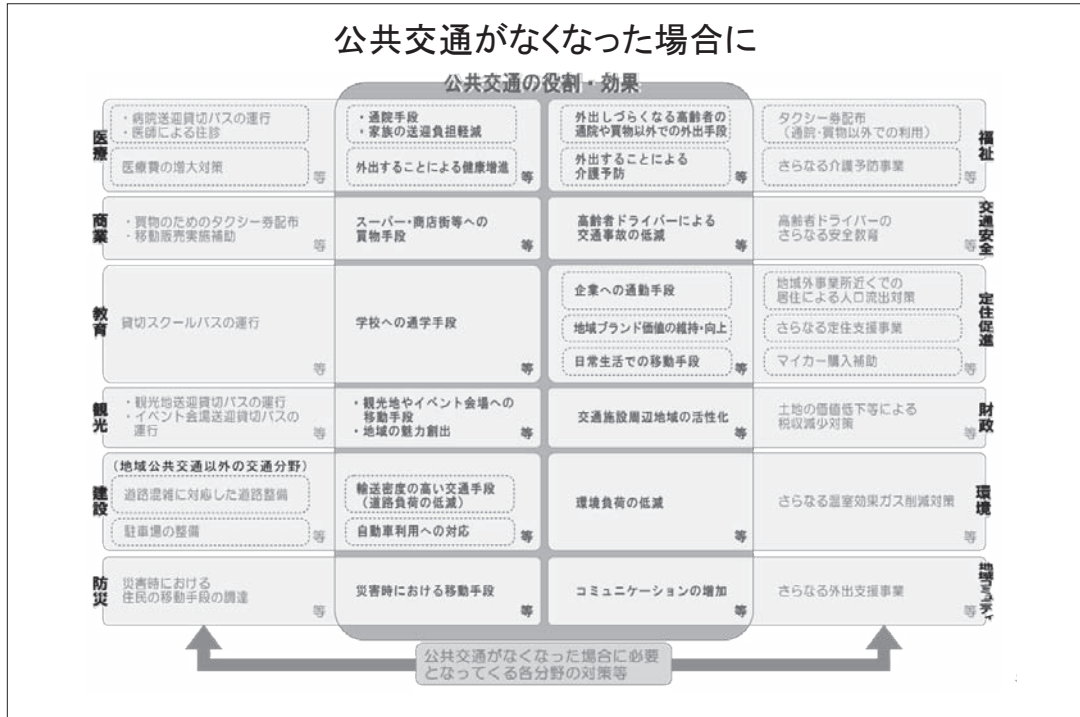 公共交通がなくなった場合に
公共交通の役割・効果
医療
・病院送迎貸切バスの運行
・医師による往診
医療費の増大対策
等
・通院手段
・家族の送迎負担軽減
外出することによる健康増進
等
外出しづらくなる高齢者の
通院や買物以外での外出手段
外出することによる
介護予防
等
タクシー券配布
（通院・買物以外での利用）
さらなる介護予防事業
等
福祉
商業
・買物のためのタクシー券配布
・移動販売実施補助
等
スーパー・商店街等への
買物手段
等
高齢者ドライバーによる
交通事故の低減
等
高齢者ドライバーの
さらなる安全教育
等
交通安全
教育
貸切スクールバスの運行
等
学校への通学手段
等
企業への通勤手段
地域ブランド価値の維持・向上
日常生活での移動手段
等
地域外事業所近くでの
居住による人口流出対策
さらなる定住支援事業
マイカー購入補助
等
定住促進
観光
・観光地送迎貸切バスの運行
・イベント会場送迎貸切バスの
運行
等
・観光地やイベント会場への
移動手段
・地域の魅力創出
等
交通施設周辺地域の活性化
等
土地の価値低下等による
税収減少対策
等
財政
建設
（地域公共交通以外の交通分野）
道路混雑に対応した道路整備
駐車場の整備
等
輸送密度の高い交通手段
（道路負荷の低減）
自動車利用への対応
等
環境負荷の低減
等
さらなる温室効果ガス削減対策
等
環境
防災
災害時における
住民の移動手段の調達
等
災害時における移動手段
等
コミュニケーションの増加
等
さらなる外出支援事業
等
地域コミュニティ
公共交通がなくなった場合に必要
となってくる各分野の対策等